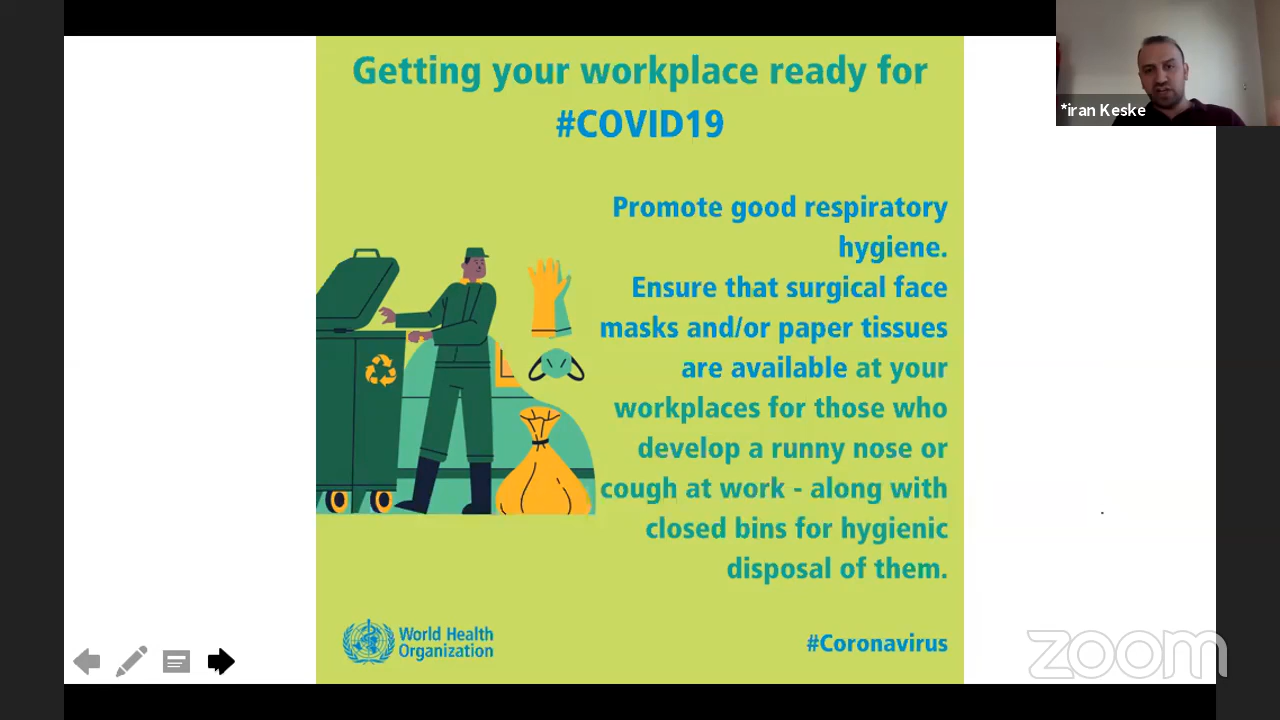 Getting your workplace ready for
#COVID19
*iran Keske
Promote good respiratory
hygiene.
Ensure that surgical face
masks and/or paper tissues
are available at your
workplaces for those who
develop a runny nose or
cough at work - along with
closed bins for hygienic
disposal of them.
World Health
Organization
#Coronavirus
zoom